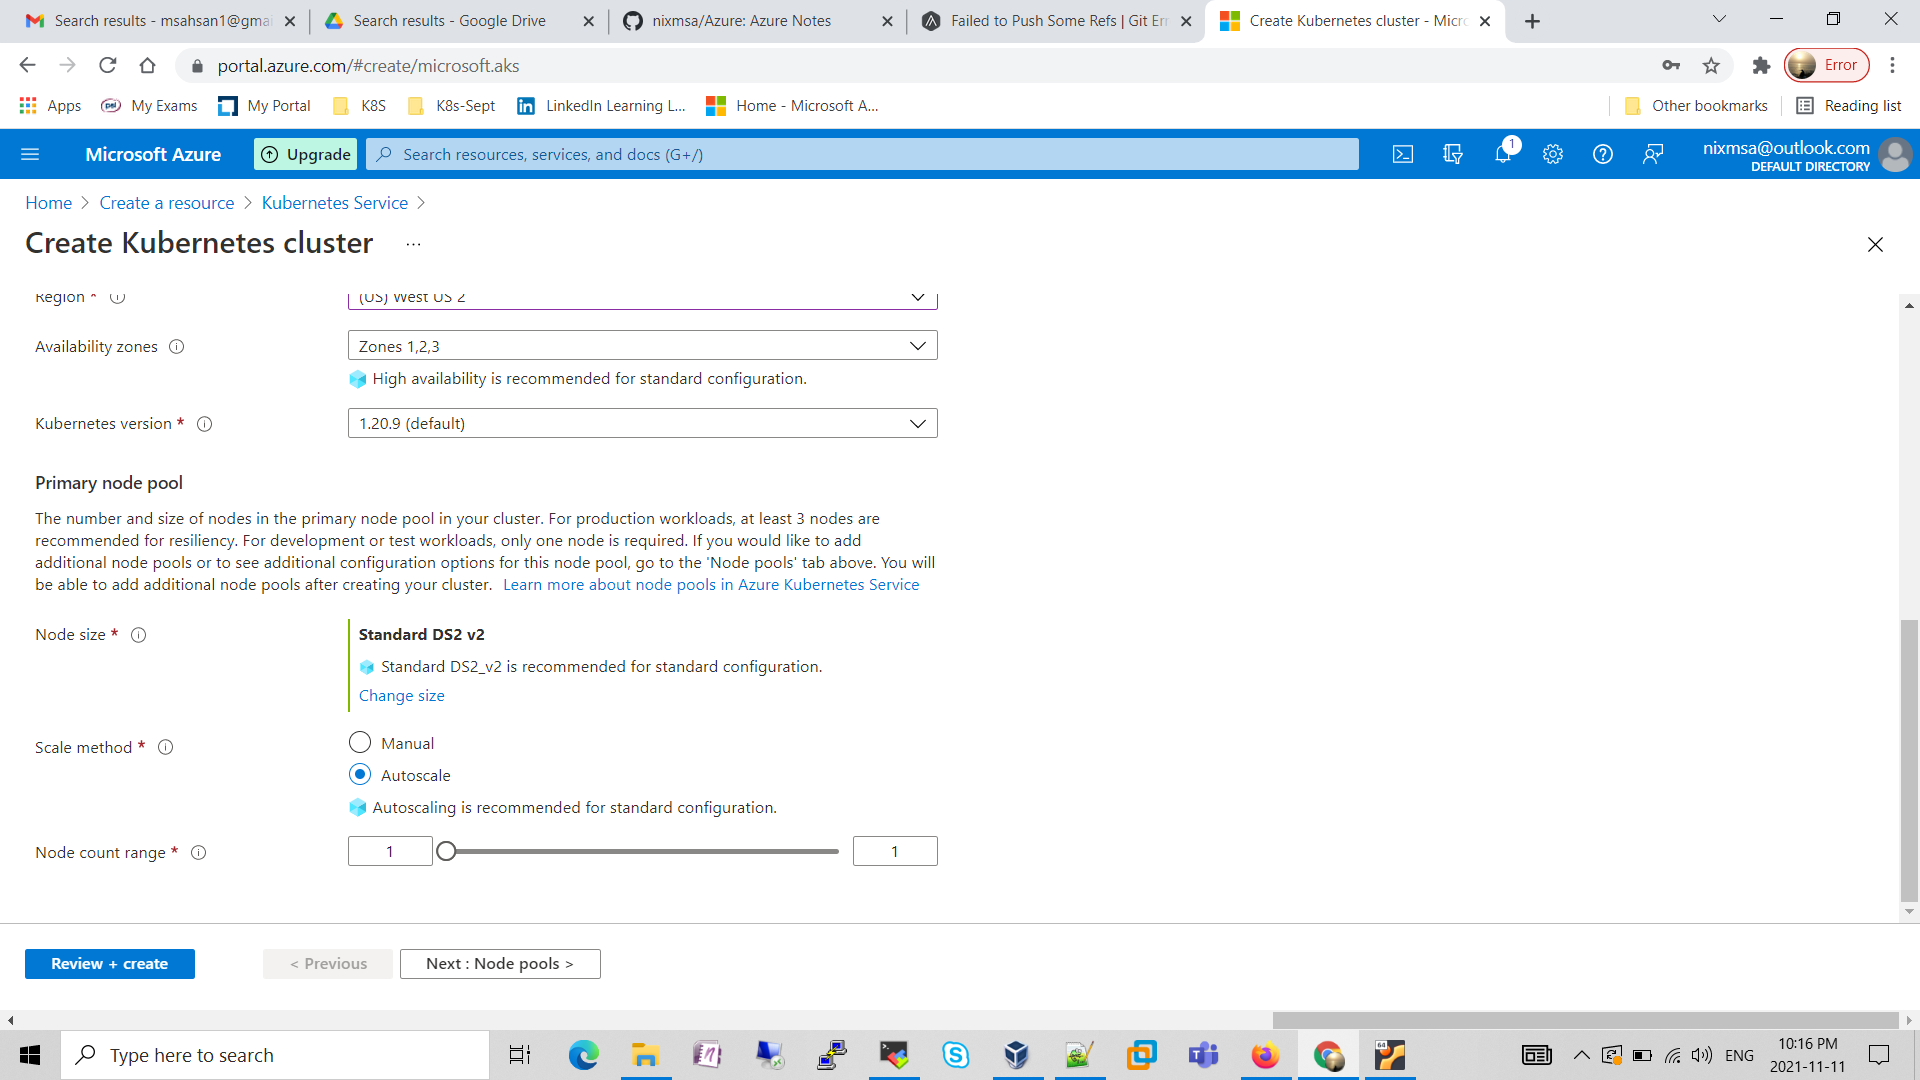 Search results - msahsan1@gmai
Search results - Google Drive
nixmsa/Azure: Azure Notes
Failed to Push Some Refs | Git Err
Create Kubernetes cluster - Micro
portal.azure.com/#create/microsoft.aks
Error
Apps
psi
My Exams
My Portal
K8S
K8s-Sept
LinkedIn Learning L...
Home - Microsoft A...
Other bookmarks
Reading list
Microsoft Azure
Upgrade
Search resources, services, and docs (G+/)
1
nixmsa@outlook.com
DEFAULT DIRECTORY
Home > Create a resource > Kubernetes Service >
Create Kubernetes cluster ...
Region *
(US) West US 2
Availability zones
Zones 1,2,3
High availability is recommended for standard configuration.
Kubernetes version *
1.20.9 (default)
Primary node pool
The number and size of nodes in the primary node pool in your cluster. For production workloads, at least 3 nodes are
recommended for resiliency. For development or test workloads, only one node is required. If you would like to add
additional node pools or to see additional configuration options for this node pool, go to the 'Node pools' tab above. You will
be able to add additional node pools after creating your cluster. Learn more about node pools in Azure Kubernetes Service
Node size *
Standard DS2 v2
Standard DS2_v2 is recommended for standard configuration.
Change size
Scale method *
Manual
Autoscale
Autoscaling is recommended for standard configuration.
Node count range *
1
1
Review + create
< Previous
Next : Node pools >
Type here to search
64
ENG
10:16 PM
2021-11-11